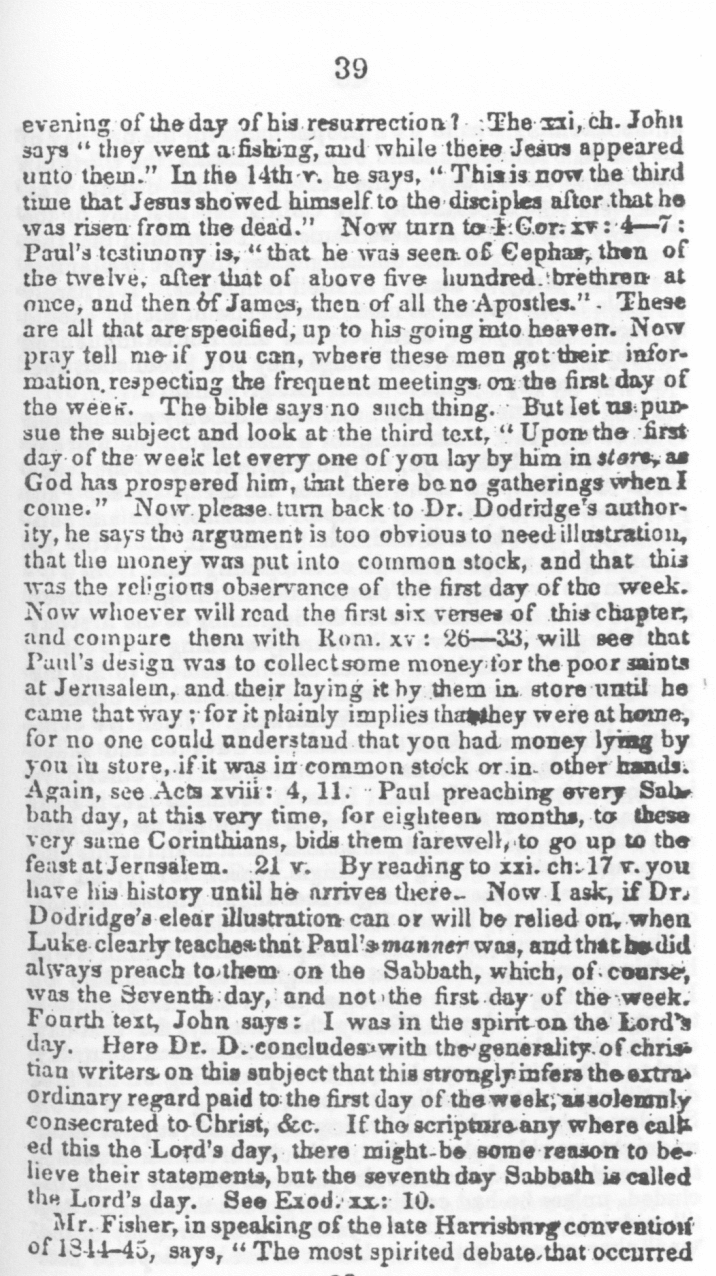 39
evening of the day of his resurrection? The xxi, ch. John
says " they went a fishing, and while there Jesus appeared
unto them." In the 14th v. he says, " This is now the third
time that Jesus showed himself to the disciples after that he
was risen from the dead." Now turn to 1 Cor. xv: 4—7:
Paul's testimony is, "that he was seen of Cephas, then of
the twelve, after that of above five hundred brethren at
once, and then of James, then of all the Apostles." These
are all that are specified, up to his going into heaven. Now
pray tell me if you can, where these men got their infor-
mation respecting the frequent meetings on the first day of
the week. The bible says no such thing. But let us pur-
sue the subject and look at the third text, " Upon the first
day of the week let every one of you lay by him in store, as
God has prospered him, that there be no gatherings when I
come." Now please turn back to Dr. Dodridge's author-
ity, he says the argument is too obvious to need illustration,
that the money was put into common stock, and that this
was the religious observance of the first day of the week.
Now whoever will read the first six verses of this chapter,
and compare them with Rom. xv: 26—33, will see that
Paul's design was to collect some money for the poor saints
at Jerusalem, and their laying it by them in store until he
came that way; for it plainly implies that they were at home,
for no one could understand that you had money lying by
you in store, if it was in common stock or in other hands.
Again, see Acts xviii: 4, 11. Paul preaching every Sab-
bath day, at this very time, for eighteen months, to these
very same Corinthians, bids them farewell, to go up to the
feast at Jerusalem. 21 v. By reading to xxi. ch. 17 v. you
have his history until he arrives there. Now I ask, if Dr.
Dodridge's clear illustration can or will be relied on, when
Luke clearly teaches that Paul's manner was, and that he did
always preach to them on the Sabbath, which, of course,
was the Seventh day, and not the first day of the week.
Fourth text, John says: I was in the spirit on the Lord's
day. Here Dr. D. concludes with the generality of chris-
tian writers on this subject that this strongly infers the extra-
ordinary regard paid to the first day of the week, as solemnly
consecrated to Christ, &c. If the scripture any where call-
ed this the Lord's day, there might be some reason to be-
lieve their statements, but the seventh day Sabbath is called
the Lord's day. See Exod. xx: 10.
Mr. Fisher, in speaking of the late Harrisburg convention
of 1844-45, says, " The most spirited debate that occurred